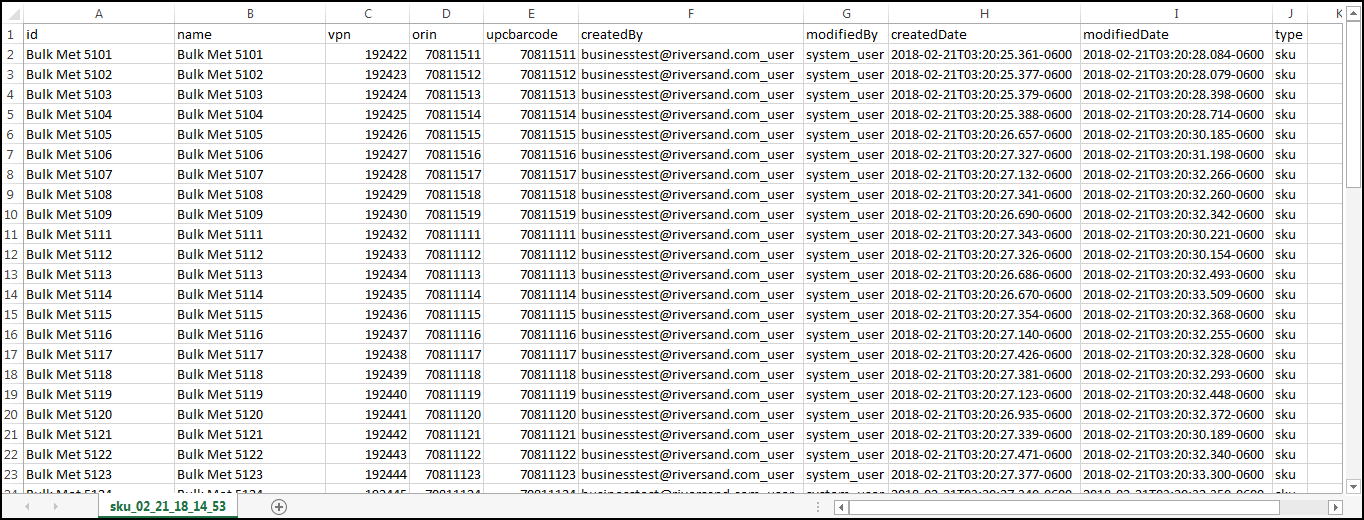 A B C D E F G H I J K
1 id name vpn orin upcbarcode createdBy modifiedBy createdDate modifiedDate type
2 Bulk Met 5101 Bulk Met 5101 192422 70811511 70811511 businesstest@riversand.com_user system_user 2018-02-21T03:20:25.361-0600 2018-02-21T03:20:28.084-0600 sku
3 Bulk Met 5102 Bulk Met 5102 192423 70811512 70811512 businesstest@riversand.com_user system_user 2018-02-21T03:20:25.377-0600 2018-02-21T03:20:28.079-0600 sku
4 Bulk Met 5103 Bulk Met 5103 192424 70811513 70811513 businesstest@riversand.com_user system_user 2018-02-21T03:20:25.379-0600 2018-02-21T03:20:28.398-0600 sku
5 Bulk Met 5104 Bulk Met 5104 192425 70811514 70811514 businesstest@riversand.com_user system_user 2018-02-21T03:20:25.388-0600 2018-02-21T03:20:28.714-0600 sku
6 Bulk Met 5105 Bulk Met 5105 192426 70811515 70811515 businesstest@riversand.com_user system_user 2018-02-21T03:20:26.657-0600 2018-02-21T03:20:30.185-0600 sku
7 Bulk Met 5106 Bulk Met 5106 192427 70811516 70811516 businesstest@riversand.com_user system_user 2018-02-21T03:20:27.327-0600 2018-02-21T03:20:31.198-0600 sku
8 Bulk Met 5107 Bulk Met 5107 192428 70811517 70811517 businesstest@riversand.com_user system_user 2018-02-21T03:20:27.132-0600 2018-02-21T03:20:32.266-0600 sku
9 Bulk Met 5108 Bulk Met 5108 192429 70811518 70811518 businesstest@riversand.com_user system_user 2018-02-21T03:20:27.341-0600 2018-02-21T03:20:32.260-0600 sku
10 Bulk Met 5109 Bulk Met 5109 192430 70811519 70811519 businesstest@riversand.com_user system_user 2018-02-21T03:20:26.690-0600 2018-02-21T03:20:32.342-0600 sku
11 Bulk Met 5111 Bulk Met 5111 192432 70811111 70811111 businesstest@riversand.com_user system_user 2018-02-21T03:20:27.343-0600 2018-02-21T03:20:30.221-0600 sku
12 Bulk Met 5112 Bulk Met 5112 192433 70811112 70811112 businesstest@riversand.com_user system_user 2018-02-21T03:20:27.326-0600 2018-02-21T03:20:30.154-0600 sku
13 Bulk Met 5113 Bulk Met 5113 192434 70811113 70811113 businesstest@riversand.com_user system_user 2018-02-21T03:20:26.686-0600 2018-02-21T03:20:32.493-0600 sku
14 Bulk Met 5114 Bulk Met 5114 192435 70811114 70811114 businesstest@riversand.com_user system_user 2018-02-21T03:20:26.670-0600 2018-02-21T03:20:33.509-0600 sku
15 Bulk Met 5115 Bulk Met 5115 192436 70811115 70811115 businesstest@riversand.com_user system_user 2018-02-21T03:20:27.354-0600 2018-02-21T03:20:32.368-0600 sku
16 Bulk Met 5116 Bulk Met 5116 192437 70811116 70811116 businesstest@riversand.com_user system_user 2018-02-21T03:20:27.140-0600 2018-02-21T03:20:32.255-0600 sku
17 Bulk Met 5117 Bulk Met 5117 192438 70811117 70811117 businesstest@riversand.com_user system_user 2018-02-21T03:20:27.426-0600 2018-02-21T03:20:32.328-0600 sku
18 Bulk Met 5118 Bulk Met 5118 192439 70811118 70811118 businesstest@riversand.com_user system_user 2018-02-21T03:20:27.381-0600 2018-02-21T03:20:32.293-0600 sku
19 Bulk Met 5119 Bulk Met 5119 192440 70811119 70811119 businesstest@riversand.com_user system_user 2018-02-21T03:20:27.123-0600 2018-02-21T03:20:32.448-0600 sku
20 Bulk Met 5120 Bulk Met 5120 192441 70811120 70811120 businesstest@riversand.com_user system_user 2018-02-21T03:20:26.935-0600 2018-02-21T03:20:32.372-0600 sku
21 Bulk Met 5121 Bulk Met 5121 192442 70811121 70811121 businesstest@riversand.com_user system_user 2018-02-21T03:20:27.339-0600 2018-02-21T03:20:30.189-0600 sku
22 Bulk Met 5122 Bulk Met 5122 192443 70811122 70811122 businesstest@riversand.com_user system_user 2018-02-21T03:20:27.471-0600 2018-02-21T03:20:32.340-0600 sku
23 Bulk Met 5123 Bulk Met 5123 192444 70811123 70811123 businesstest@riversand.com_user system_user 2018-02-21T03:20:27.377-0600 2018-02-21T03:20:33.300-0600 sku
sku_02_21_18_14_53